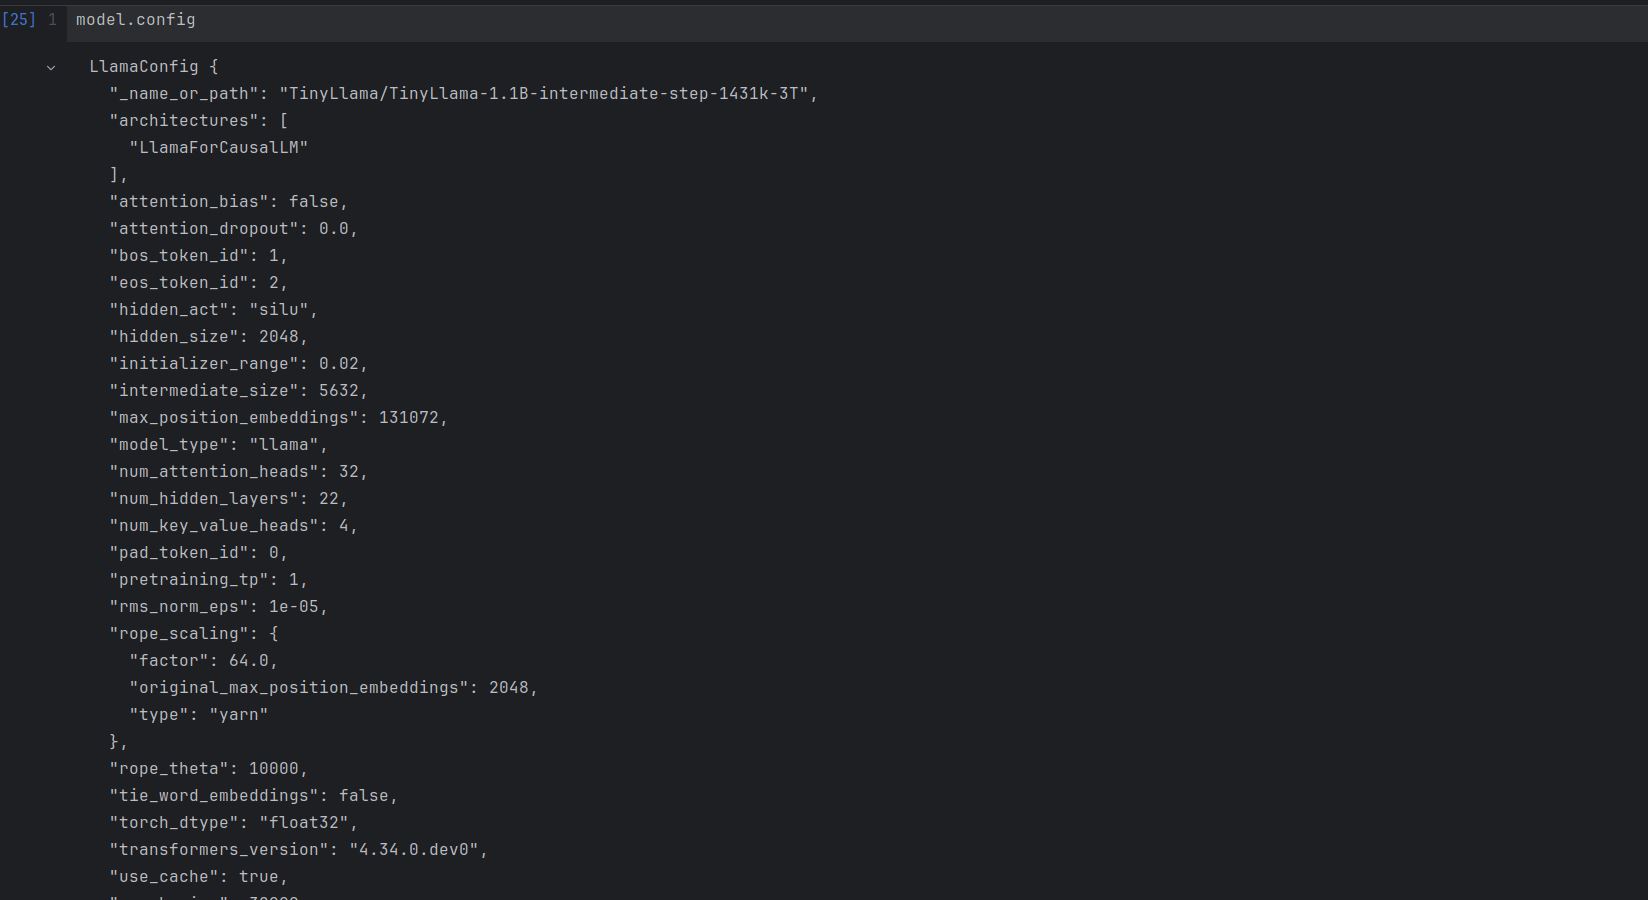 [25] 1 model.config
LlamaConfig {
"_name_or_path": "TinyLlama/TinyLlama-1.1B-intermediate-step-1431k-3T",
"architectures": [
"LlamaForCausalLM"
],
"attention_bias": false,
"attention_dropout": 0.0,
"bos_token_id": 1,
"eos_token_id": 2,
"hidden_act": "silu",
"hidden_size": 2048,
"initializer_range": 0.02,
"intermediate_size": 5632,
"max_position_embeddings": 131072,
"model_type": "llama",
"num_attention_heads": 32,
"num_hidden_layers": 22,
"num_key_value_heads": 4,
"pad_token_id": 0,
"pretraining_tp": 1,
"rms_norm_eps": 1e-05,
"rope_scaling": {
"factor": 64.0,
"original_max_position_embeddings": 2048,
"type": "yarn"
},
"rope_theta": 10000,
"tie_word_embeddings": false,
"torch_dtype": "float32",
"transformers_version": "4.34.0.dev0",
"use_cache": true,